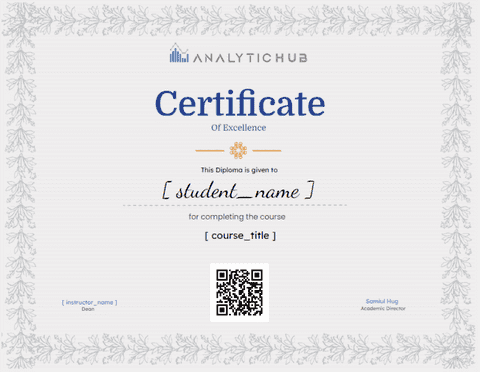 ANALYTICHUB
Certificate
Of Excellence
This Diploma is given to
[ student_name ]
for completing the course
[ course_title ]
[ instructor_name ]
Dean
Samiul Huq
Academic Director